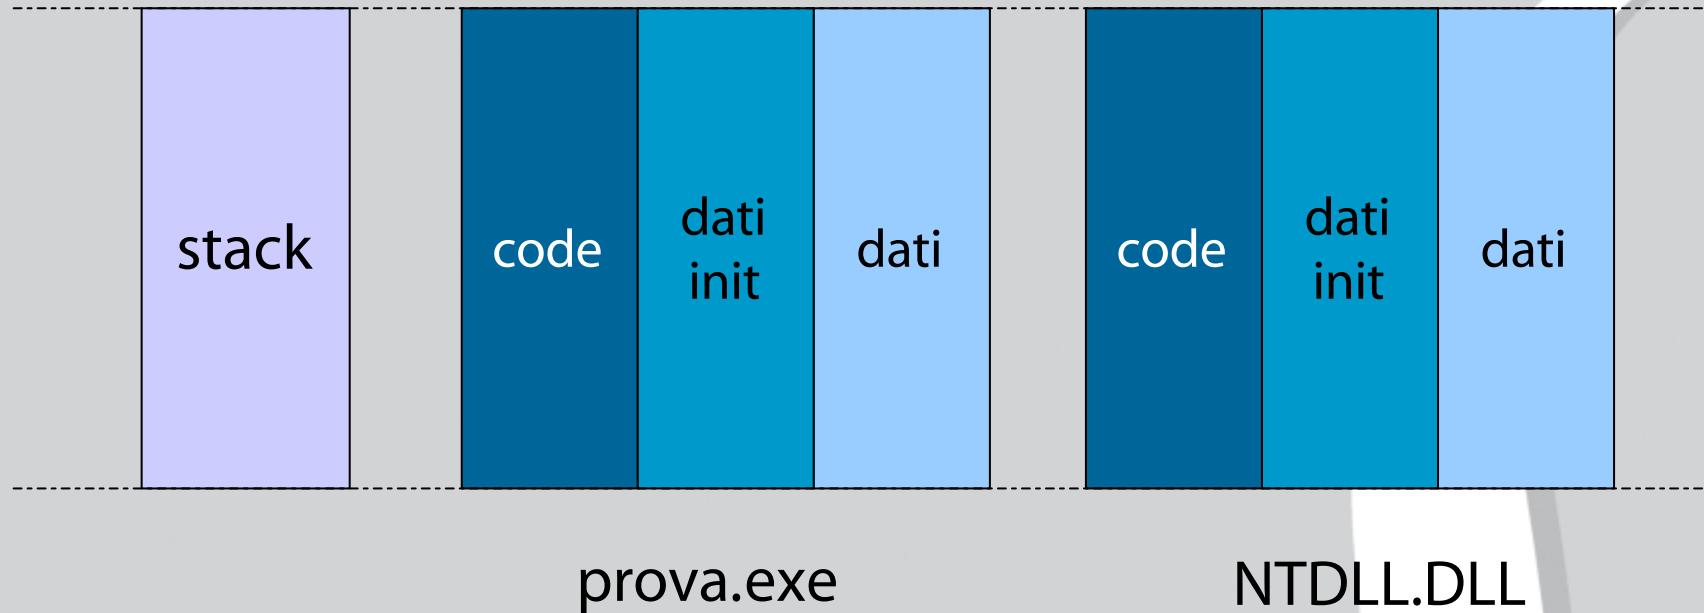 stack
code
dati
init
dati
code
dati
init
dati
prova.exe
NTDLL.DLL